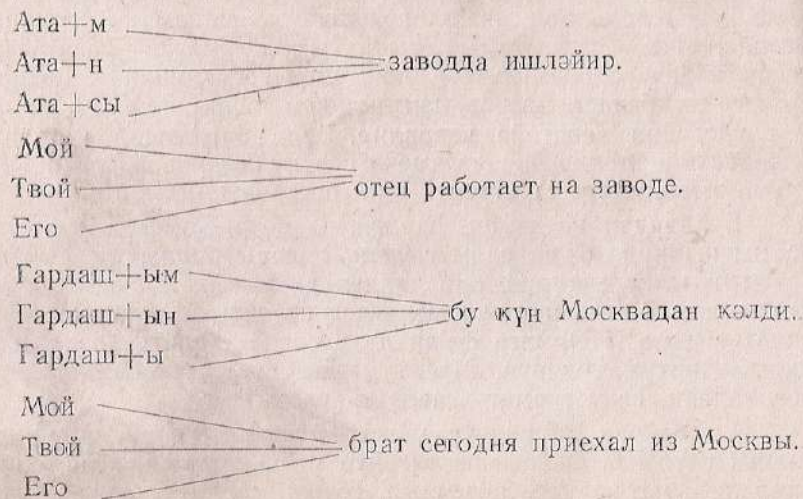 Ата+м
Ата+н заводда ишләйир.
Ата+сы
Мой
Твой отец работает на заводе.
Его
Гардаш+ым
Гардаш+ын бу күн Москвадан кәлди.
Гардаш+ы
Мой
Твой брат сегодня приехал из Москвы.
Его